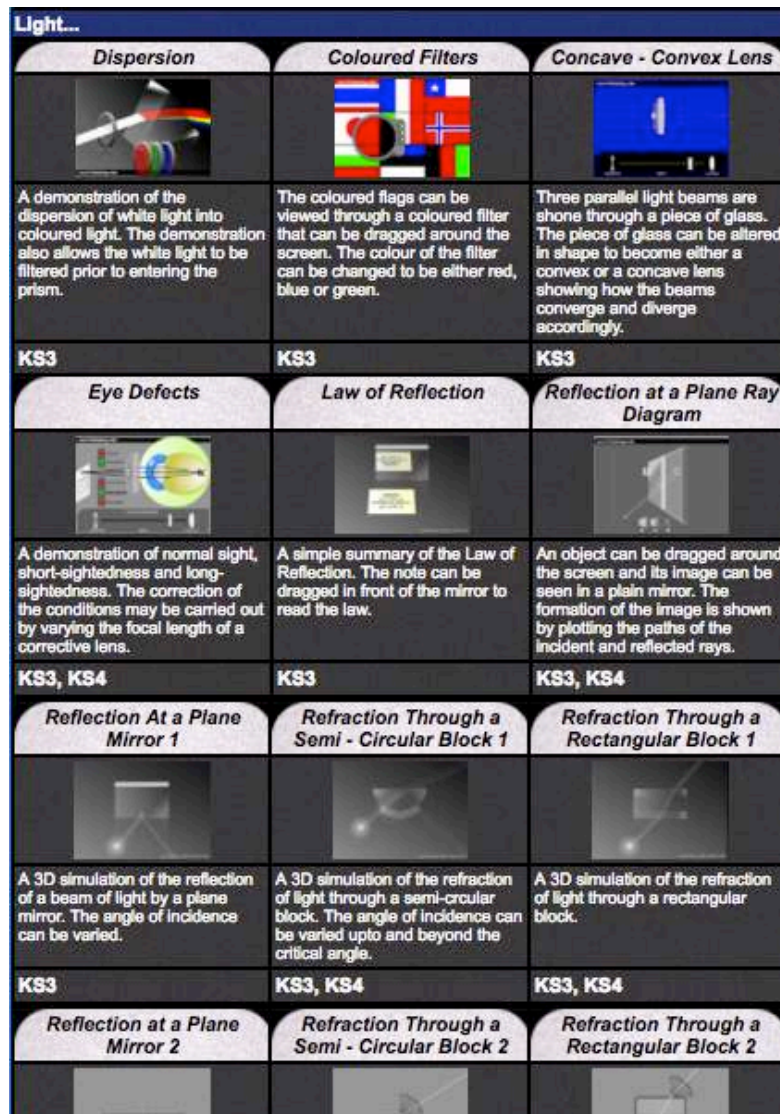 Light...
Dispersion
Coloured Filters
Concave - Convex Lens
A demonstration of the
dispersion of white light into
coloured light. The demonstration
also allows the white light to be
filtered prior to entering the
prism.
The coloured flags can be
viewed through a coloured filter
that can be dragged around the
screen. The colour of the filter
can be changed to be either red,
blue or green.
Three parallel light beams are
shone through a piece of glass.
The piece of glass can be altered
in shape to become either a
convex or a concave lens
showing how the beams
converge and diverge
accordingly.
KS3
KS3
KS3
Eye Defects
Law of Reflection
Reflection at a Plane Ray
Diagram
A demonstration of normal sight,
short-sightedness and long-
sightedness. The correction of
the conditions may be carried out
by varying the focal length of a
corrective lens.
A simple summary of the Law of
Reflection. The note can be
dragged in front of the mirror to
read the law.
An object can be dragged around
the screen and its image can be
seen in a plain mirror. The
formation of the image is shown
by plotting the paths of the
incident and reflected rays.
KS3, KS4
KS3
KS3, KS4
Reflection At a Plane
Mirror 1
Refraction Through a
Semi - Circular Block 1
Refraction Through a
Rectangular Block 1
A 3D simulation of the reflection
of a beam of light by a plane
mirror. The angle of incidence
can be varied.
A 3D simulation of the refraction
of light through a semi-crcular
block. The angle of incidence can
be varied upto and beyond the
critical angle.
A 3D simulation of the refraction
of light through a rectangular
block.
KS3
KS3, KS4
KS3, KS4
Reflection at a Plane
Mirror 2
Refraction Through a
Semi - Circular Block 2
Refraction Through a
Rectangular Block 2